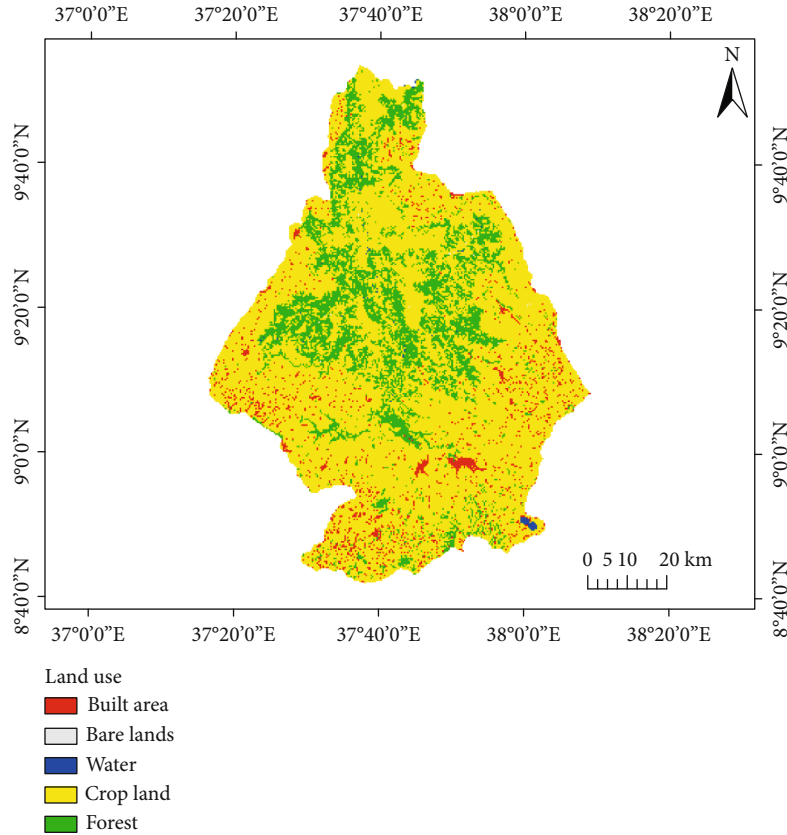 37°0'0"E 37°20'0"E 37°40'0"E 38°0'0"E 38°20'0"E
N
9°40'0"N 9°40'0"N
9°20'0"N 9°20'0"N
9°0'0"N 9°0'0"N
0 5 10 20 km
8°40'0"N 8°40'0"N
37°0'0"E 37°20'0"E 37°40'0"E 38°0'0"E 38°20'0"E
Land use
Built area
Bare lands
Water
Crop land
Forest